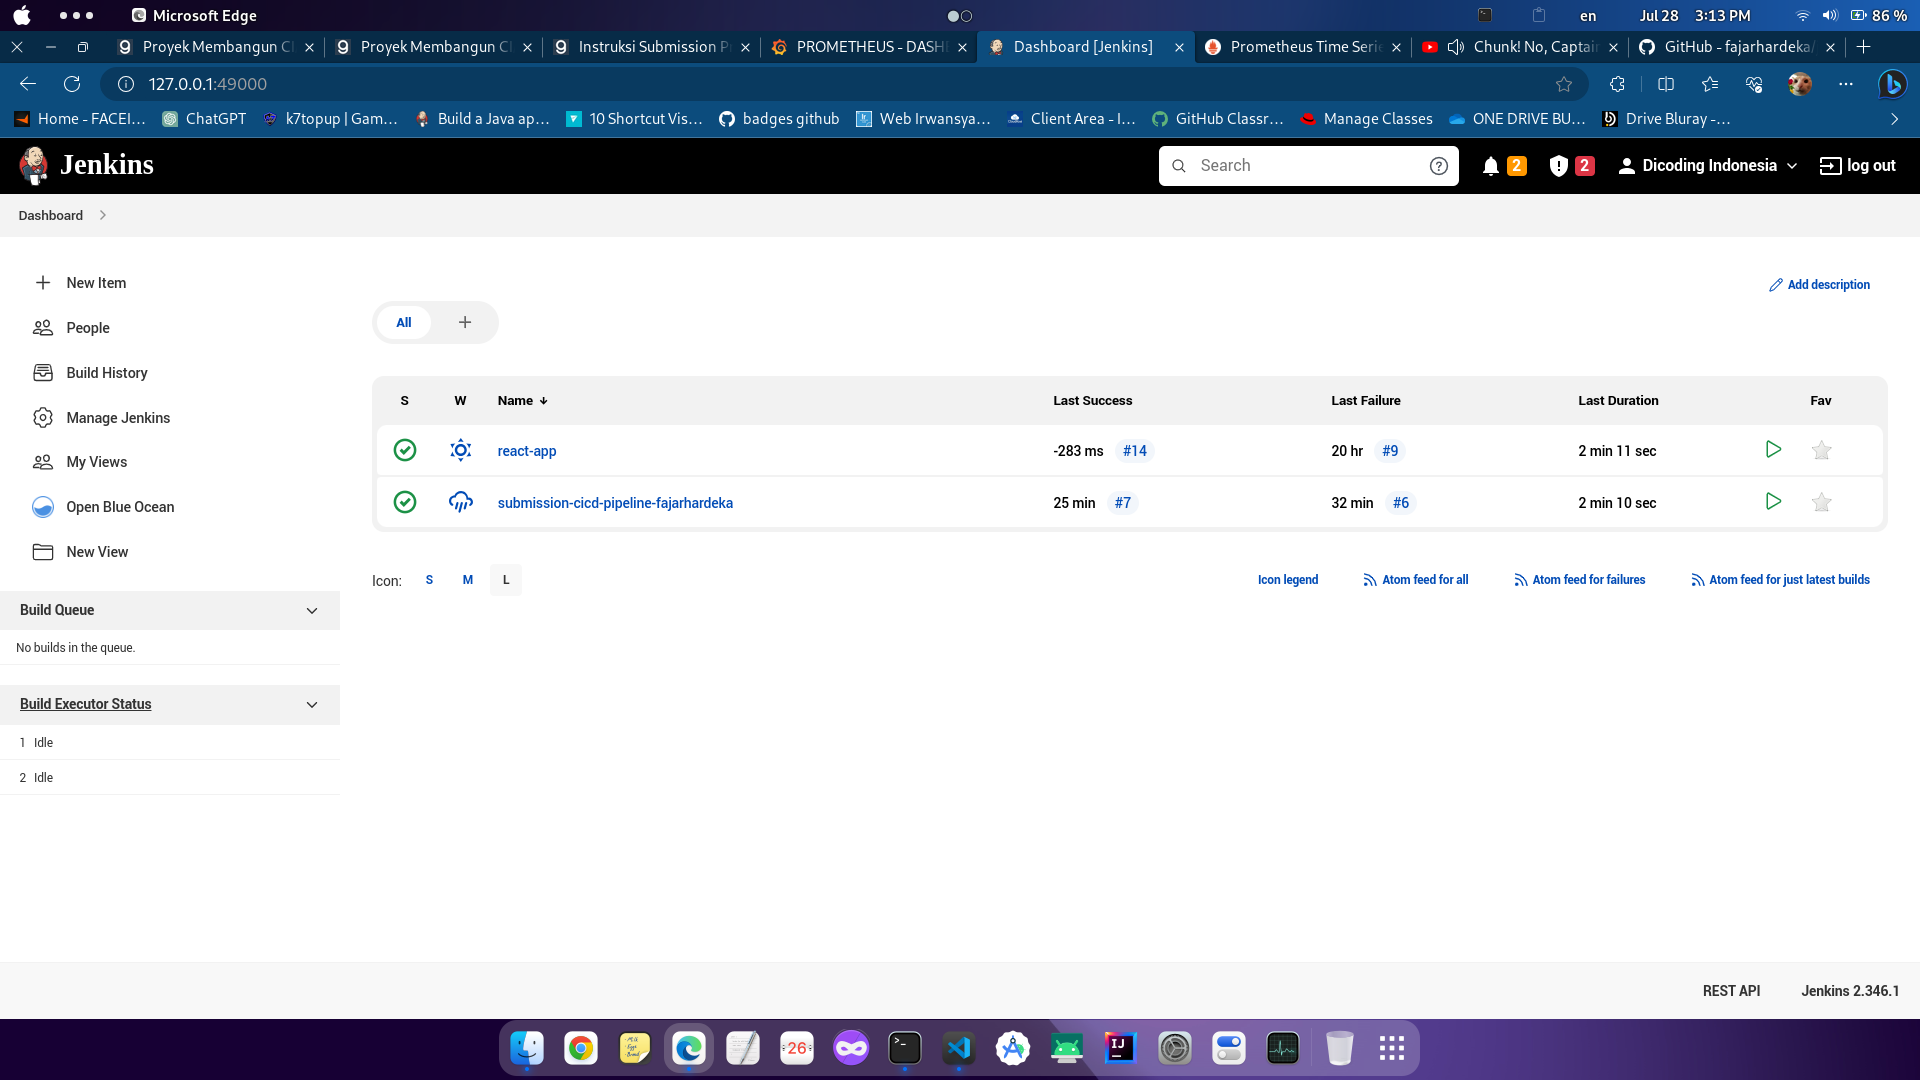 Microsoft Edge
en
Jul 28 3:13 PM
86 %
Proyek Membangun C
Proyek Membangun C
Instruksi Submission P
PROMETHEUS - DASH
Dashboard [Jenkins]
Prometheus Time Serie
Chunk! No, Captain
GitHub - fajarhardeka/
127.0.0.1:49000
Home - FACEI...
ChatGPT
k7topup | Gam...
Build a Java ap...
10 Shortcut Vis...
badges github
Web Irwansya...
Client Area - I...
GitHub Classr...
Manage Classes
ONE DRIVE BU...
Drive Bluray -...
Jenkins
Search
2
2
Dicoding Indonesia
log out
Dashboard
New Item
People
Build History
Manage Jenkins
My Views
Open Blue Ocean
New View
Build Queue
No builds in the queue.
Build Executor Status
1 Idle
2 Idle
Add description
All
S W Name ↓ Last Success Last Failure Last Duration Fav
react-app -283 ms #14 20 hr #9 2 min 11 sec
submission-cicd-pipeline-fajarhardeka 25 min #7 32 min #6 2 min 10 sec
Icon: S M L
Icon legend
Atom feed for all
Atom feed for failures
Atom feed for just latest builds
REST API
Jenkins 2.346.1
26
IJ